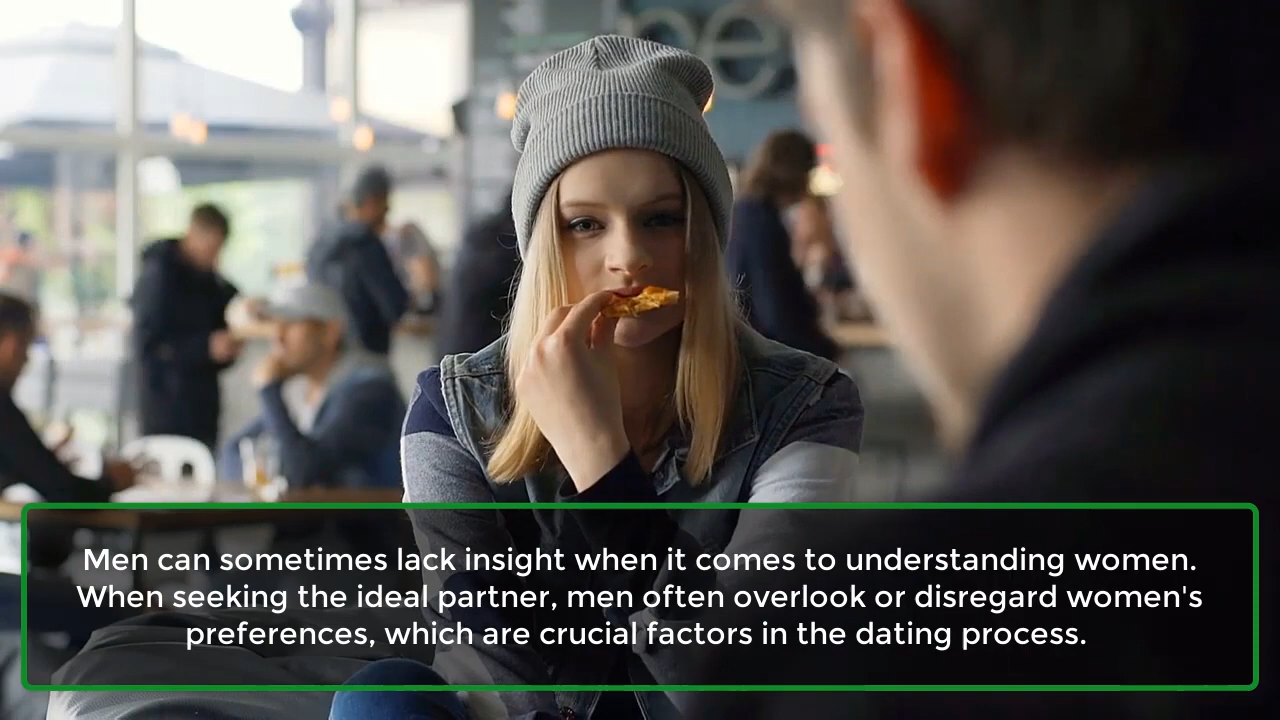 ne
Men can sometimes lack insight when it comes to understanding women.
When seeking the ideal partner, men often overlook or disregard women's
preferences, which are crucial factors in the dating process.